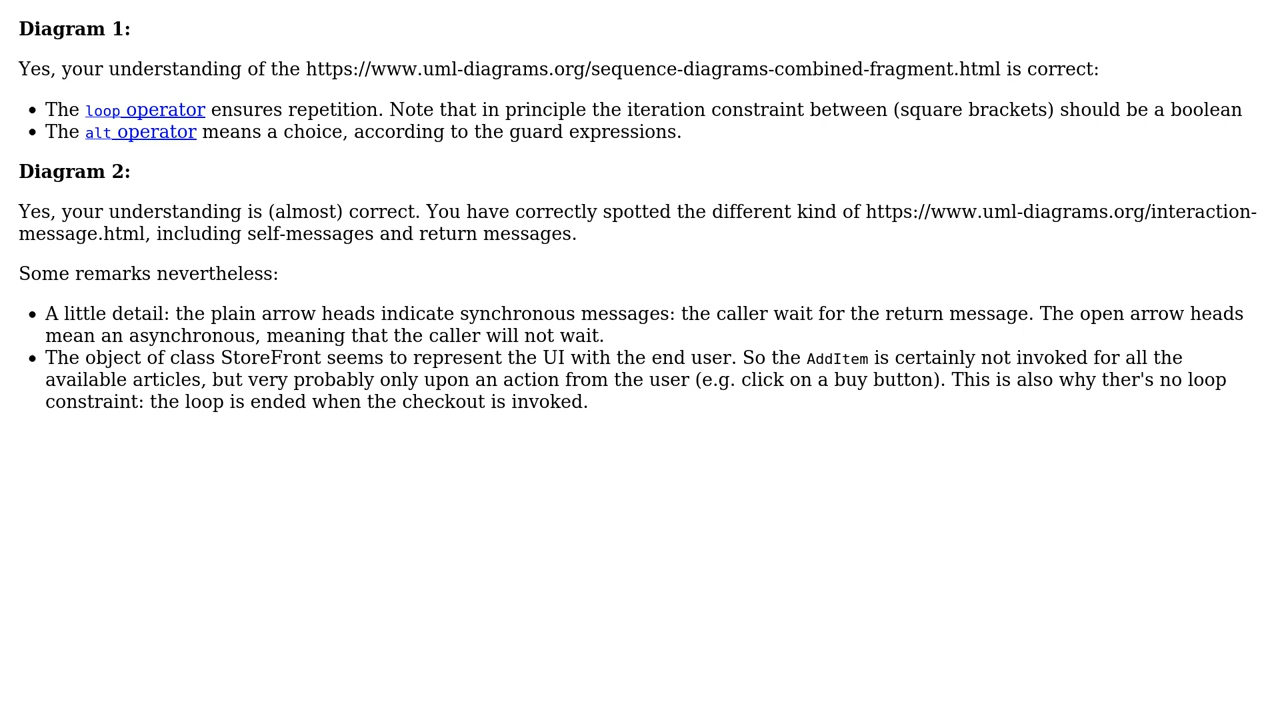 Diagram 1:
Yes, your understanding of the https://www.uml-diagrams.org/sequence-diagrams-combined-fragment.html is correct:
• The loop operator ensures repetition. Note that in principle the iteration constraint between (square brackets) should be a boolean
• The alt operator means a choice, according to the guard expressions.
Diagram 2:
Yes, your understanding is (almost) correct. You have correctly spotted the different kind of https://www.uml-diagrams.org/interaction-
message.html, including self-messages and return messages.
Some remarks nevertheless:
• A little detail: the plain arrow heads indicate synchronous messages: the caller wait for the return message. The open arrow heads
mean an asynchronous, meaning that the caller will not wait.
• The object of class StoreFront seems to represent the UI with the end user. So the AddItem is certainly not invoked for all the
available articles, but very probably only upon an action from the user (e.g. click on a buy button). This is also why ther's no loop
constraint: the loop is ended when the checkout is invoked.